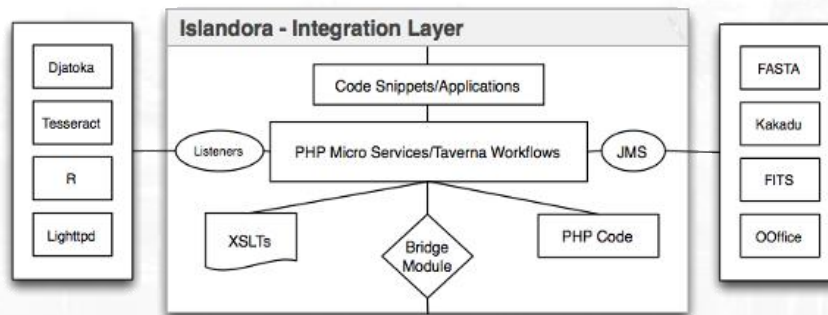 Islandora - Integration Layer
Djatoka
Tesseract
R
Lighttpd
Code Snippets/Applications
Listeners
PHP Micro Services/Taverna Workflows
JMS
XSLTs
Bridge
Module
PHP Code
FASTA
Kakadu
FITS
OOffice